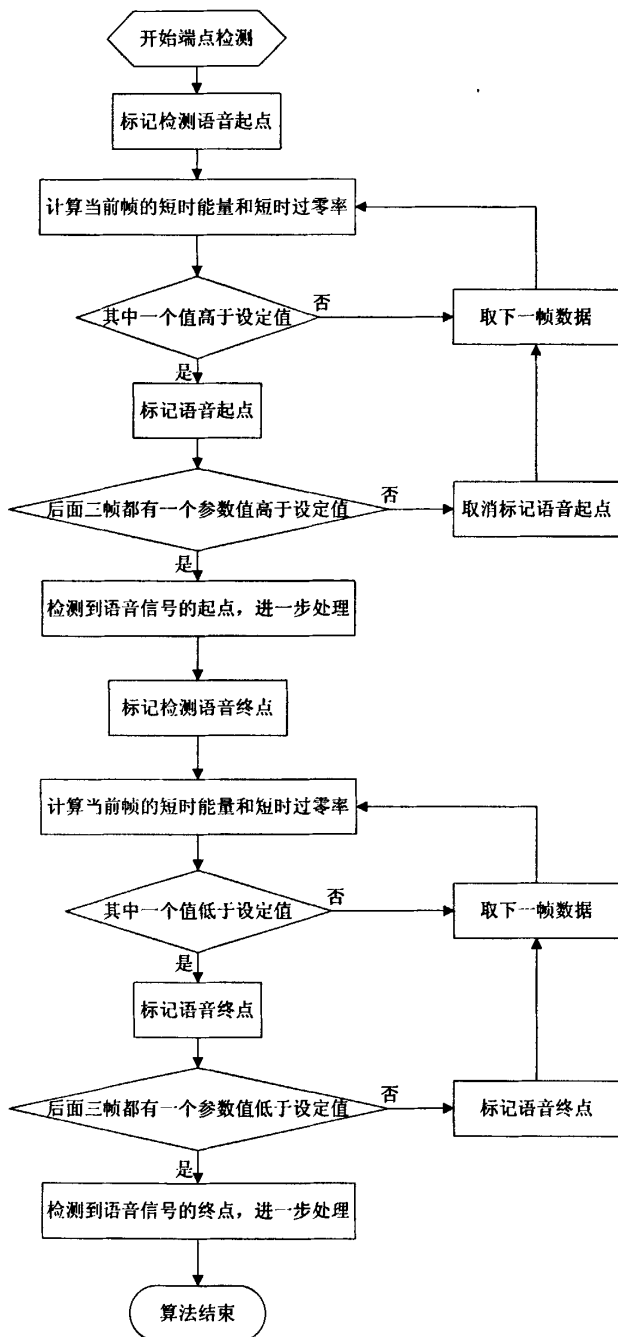 开始端点检测
标记检测语音起点
计算当前帧的短时能量和短时过零率
其中一个值高于设定值
否
取下一帧数据
是
标记语音起点
后面三帧都有一个参数值高于设定值
否
取消标记语音起点
是
检测到语音信号的起点，进一步处理
标记检测语音终点
计算当前帧的短时能量和短时过零率
其中一个值低于设定值
否
取下一帧数据
是
标记语音终点
后面三帧都有一个参数值低于设定值
否
标记语音终点
是
检测到语音信号的终点，进一步处理
算法结束